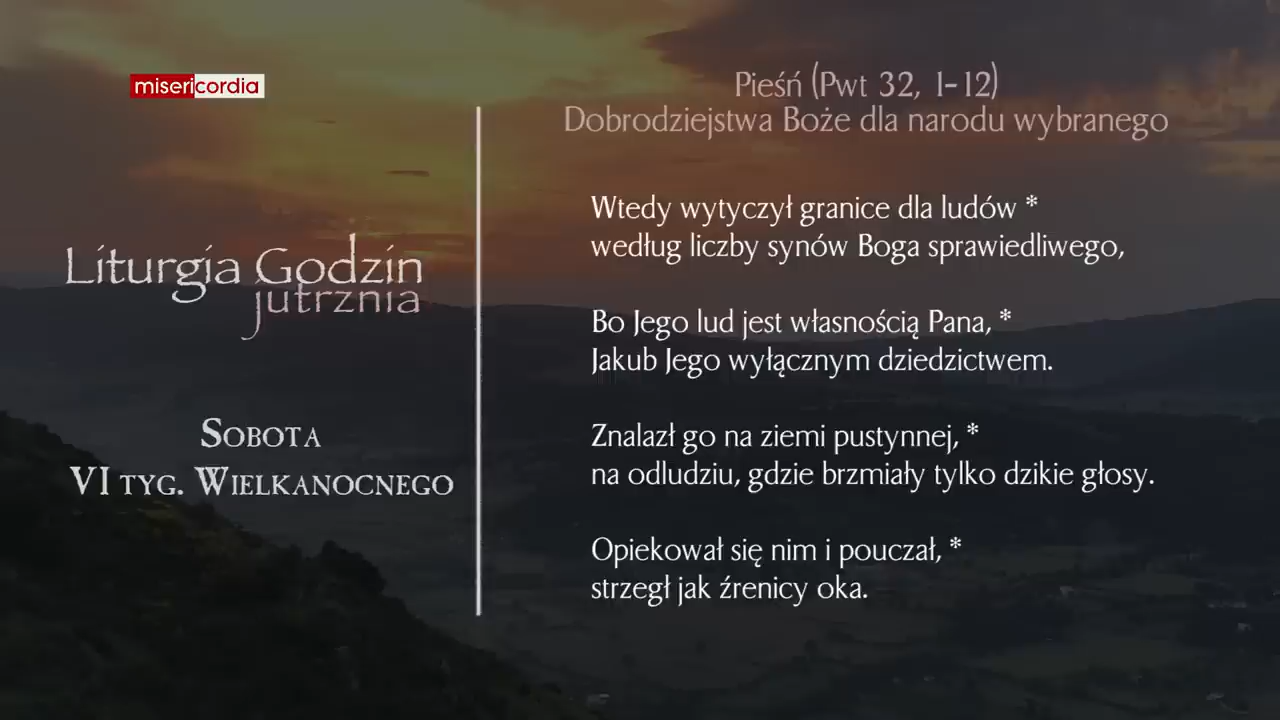 misericordia
Liturgia Godzin
jutrznia
Sobota
VI tyg. Wielkanocnego
Pieśń (Pwt 32, 1-12)
Dobrodziejstwa Boże dla narodu wybranego
Wtedy wytyczył granice dla ludów *
według liczby synów Boga sprawiedliwego,
Bo Jego lud jest własnością Pana, *
Jakub Jego wyłącznym dziedzictwem.
Znalazł go na ziemi pustynnej, *
na odludziu, gdzie brzmiały tylko dzikie głosy.
Opiekował się nim i pouczał, *
strzegł jak źrenicy oka.